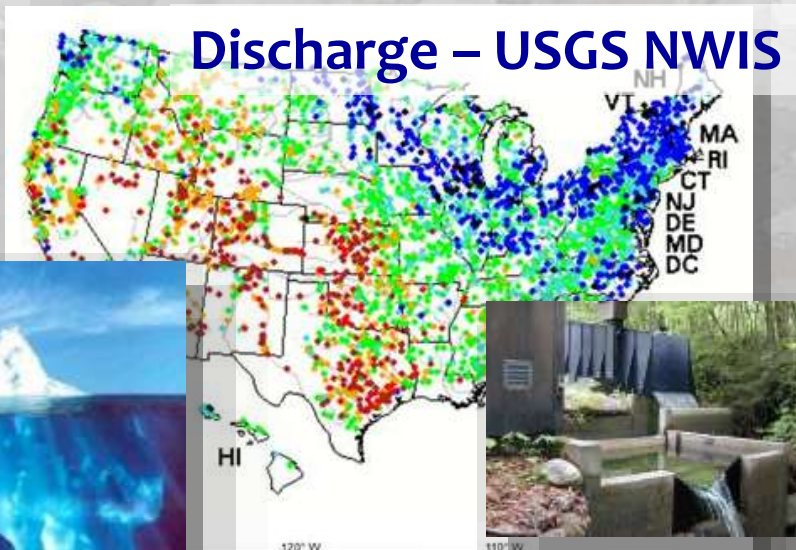 Discharge – USGS NWIS
NH
VT
MA
RI
CT
NJ
DE
MD
DC
HI
120° W
110° W